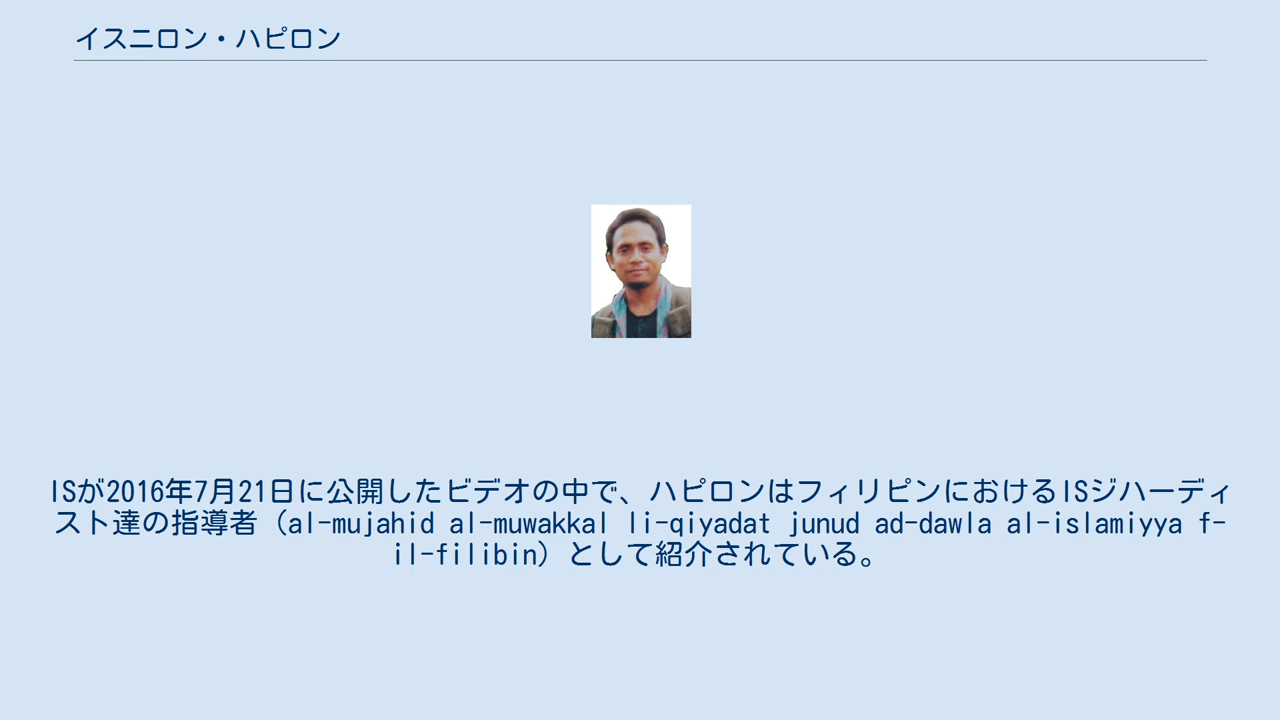 イスニロン・ハピロン
ISが2016年7月21日に公開したビデオの中で、ハピロンはフィリピンにおけるISジハーディ
スト達の指導者（al-mujahid al-muwakkal li-qiyadat junud ad-dawla al-islamiyya f-
il-filibin）として紹介されている。